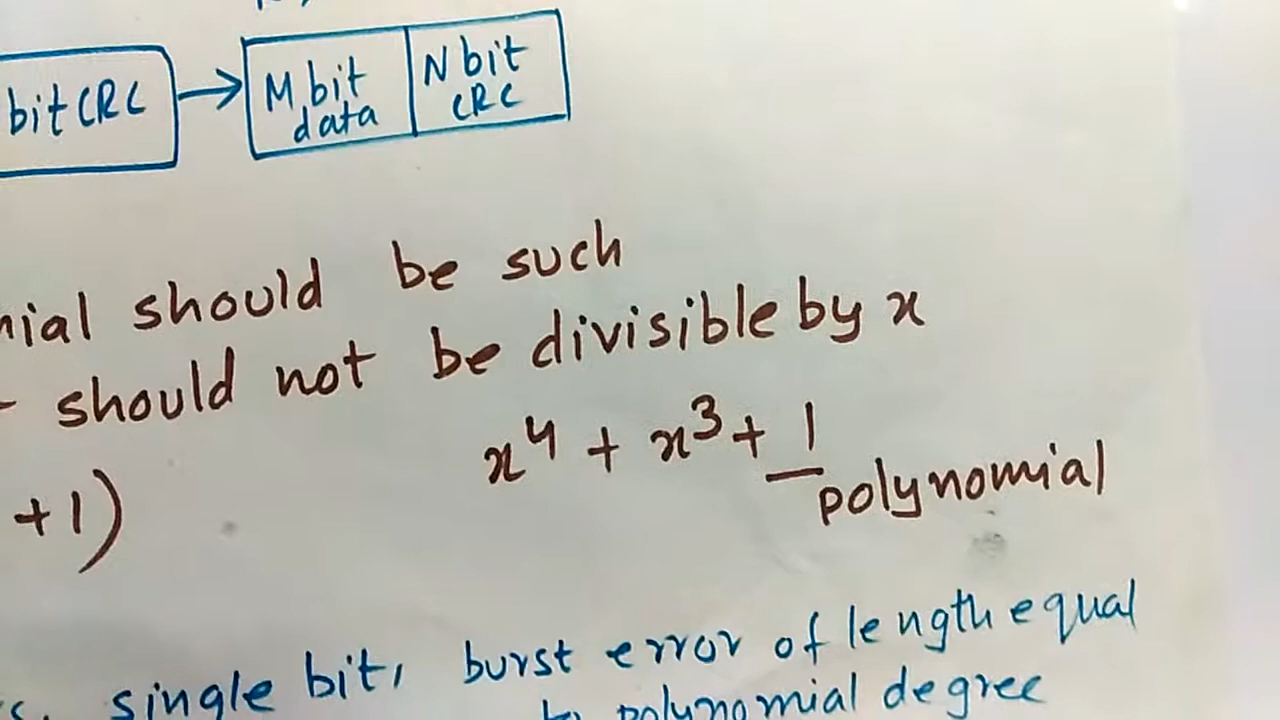 bit CRC
M bit data
N bit CRC
should be such
should not be divisible by x
x⁴ + x³ + 1
+1)
polynomial
single bit, burst error of length equal
polynomial degree